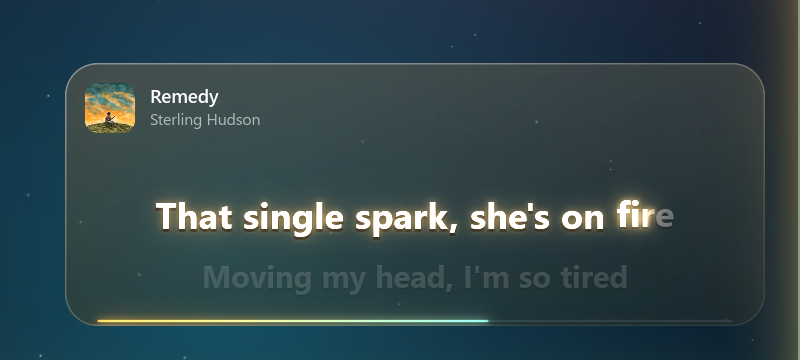 Remedy
Sterling Hudson
That single spark, she's on fire
Moving my head, I'm so tired